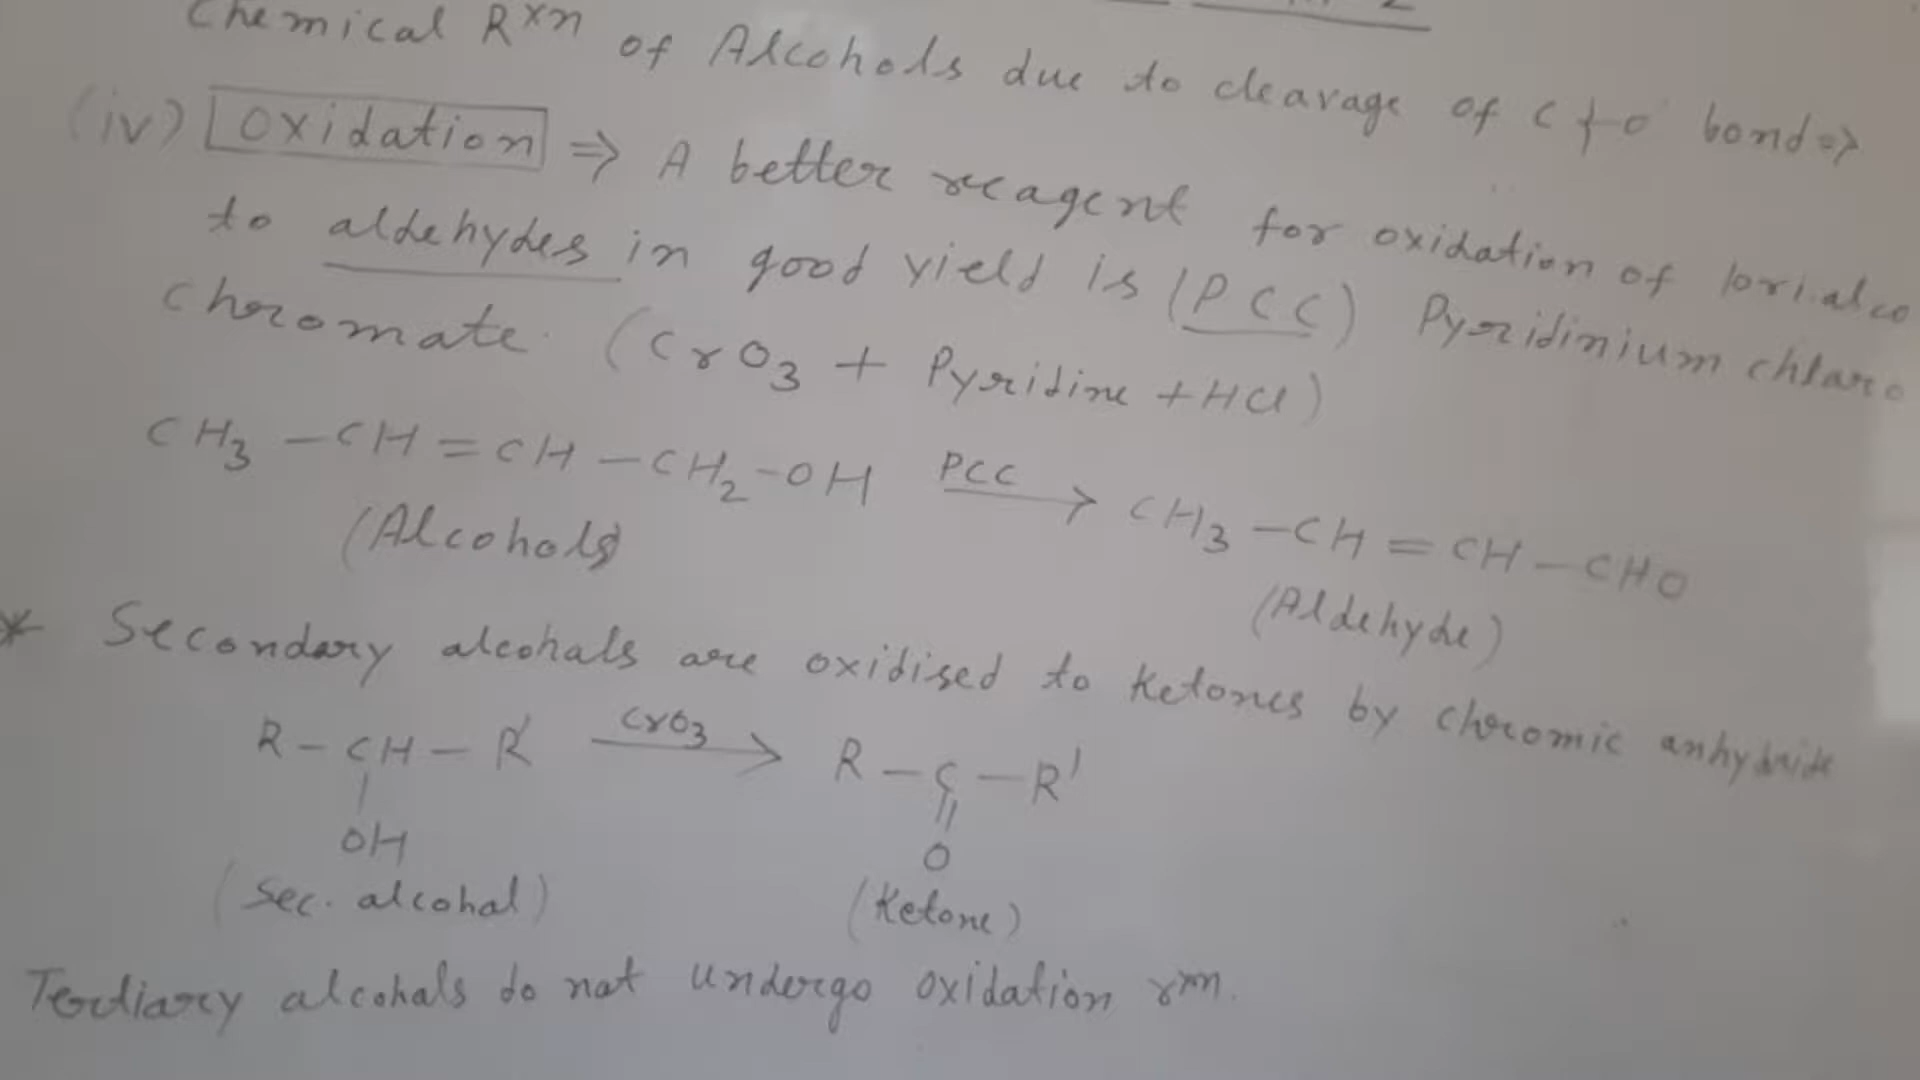 Chemical Rxn of Alcohols due to cleavage of C+O bond⇒
(iv) Oxidation ⇒ A better reagent for oxidation of 1pri.alco
to aldehydes in good yield is (PCC) Pyridinium chloro
chromate. (CrO3 + Pyridine + HCl)
CH3 – CH = CH – CH2 – OH PCC → CH3 – CH = CH – CHO
(Alcohols)
(Aldehyde)
* Secondary alcohals are oxidised to Ketones by chromic anhydride
R – CH – R' CrO3 → R – C – R'
OH
O
(Sec. alcohal)
(Ketone)
Tertiary alcohals do not undergo oxidation rxn.